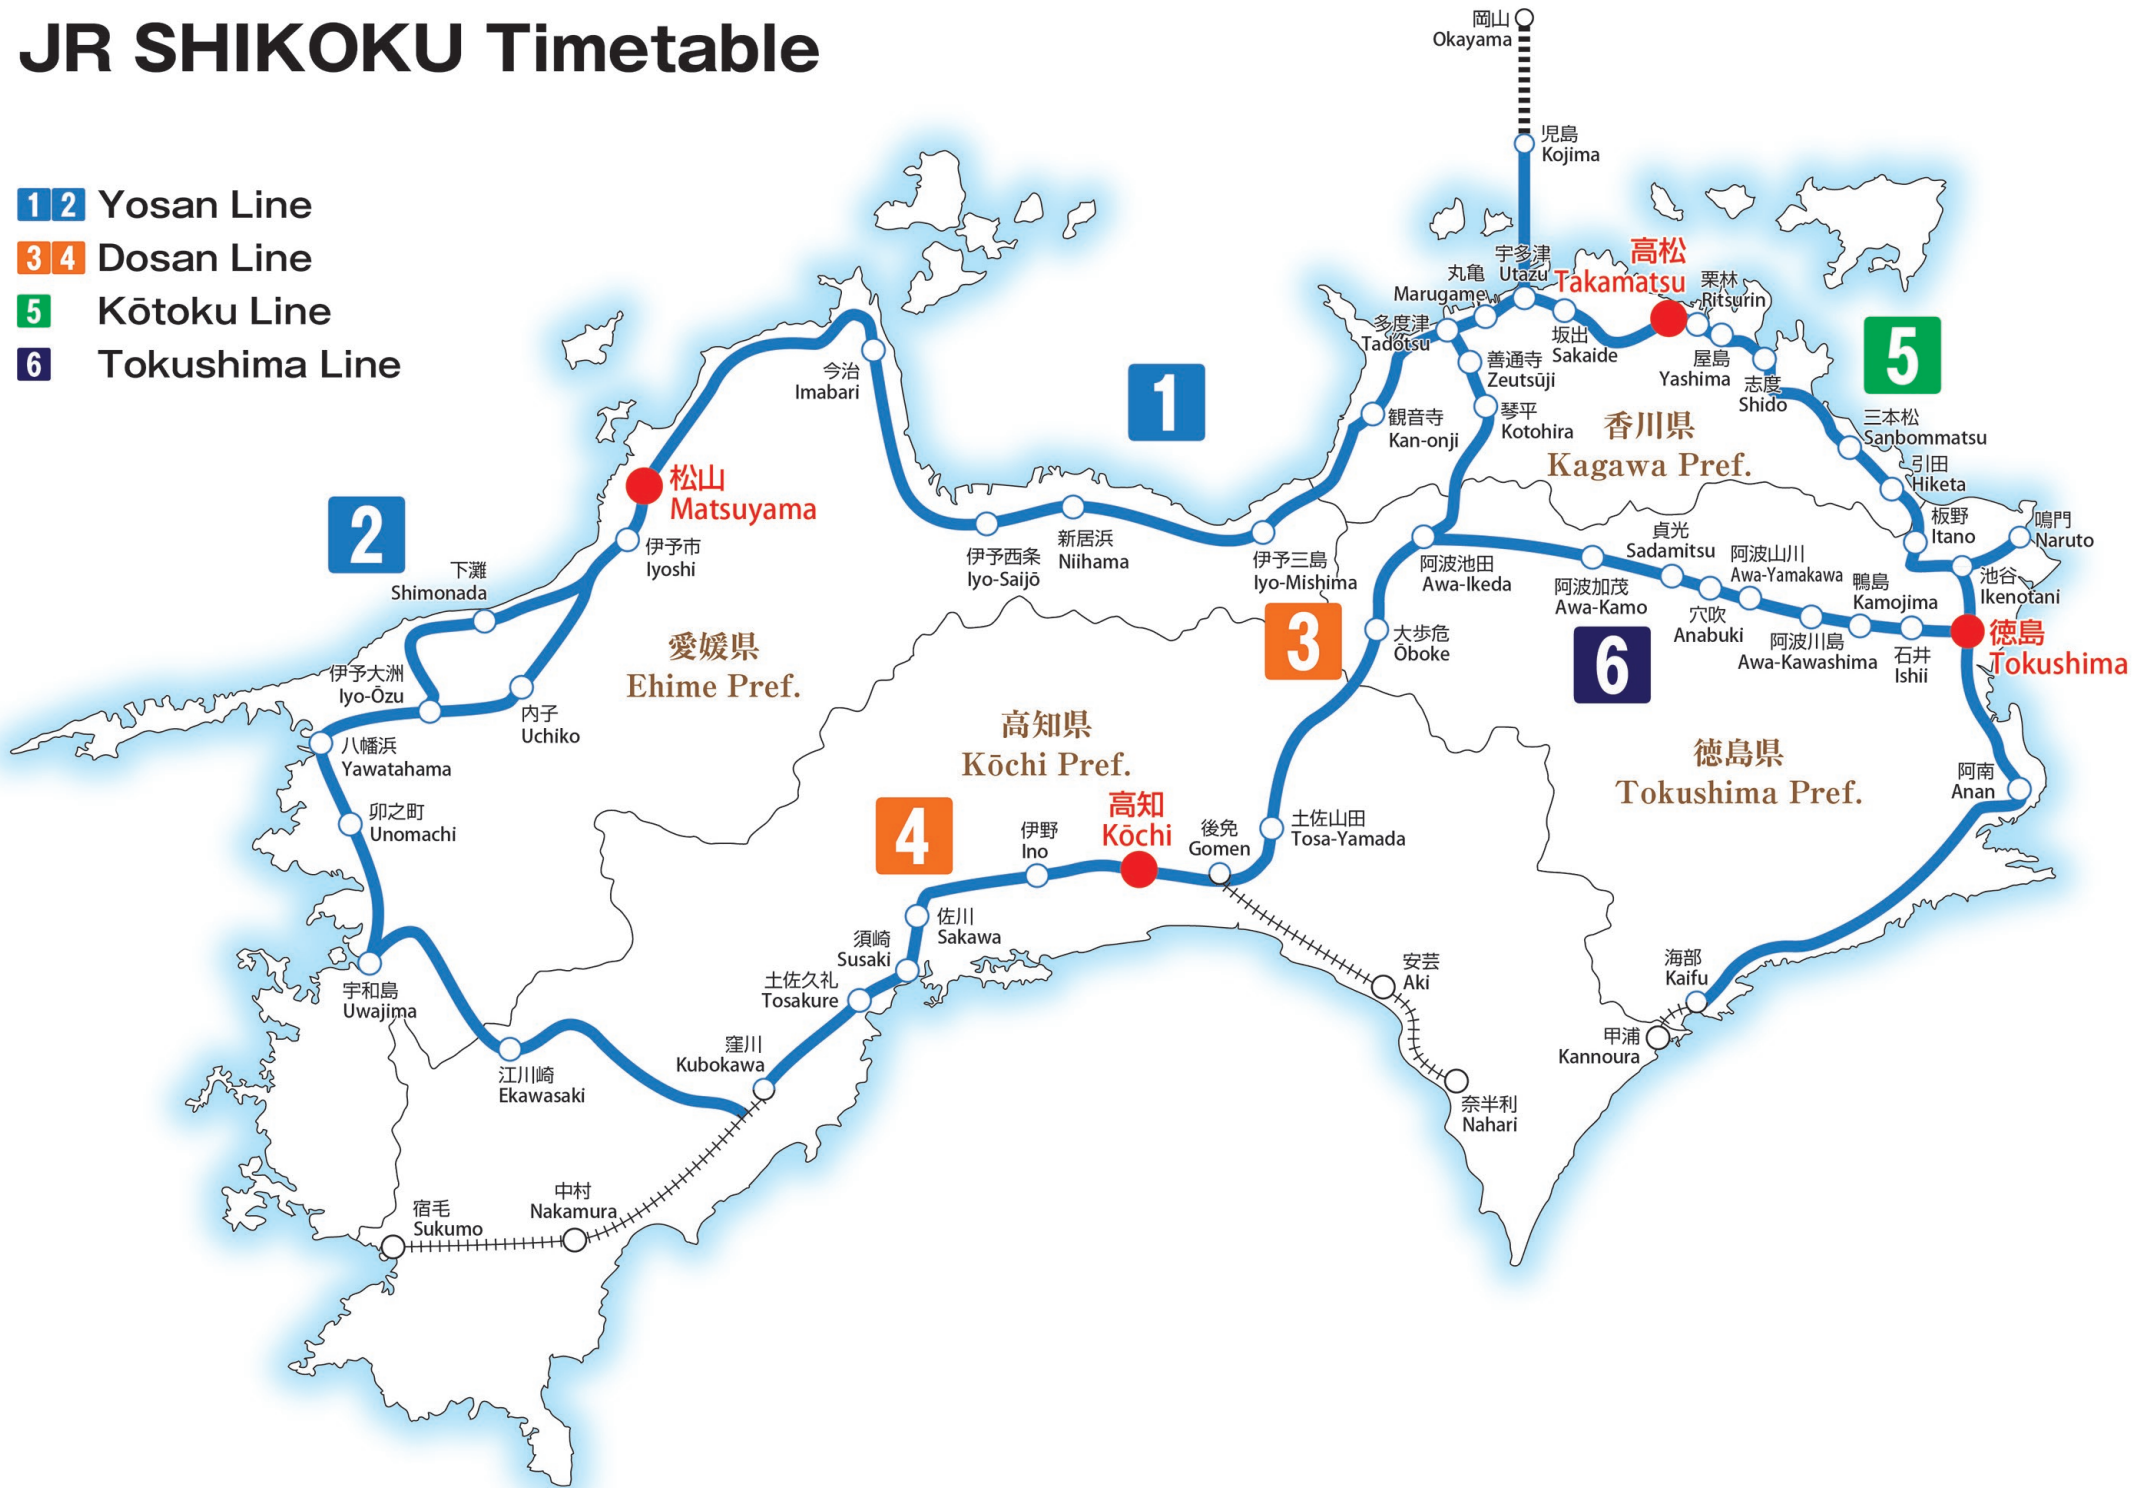 JR SHIKOKU Timetable
1 2 Yosan Line
3 4 Dosan Line
5 Kōtoku Line
6 Tokushima Line
岡山
Okayama
児島
Kojima
宇多津
Utazu
丸亀
Marugame
多度津
Tadotsu
高松
Takamatsu
栗林
Ritsurin
坂出
Sakaide
屋島
Yashima
志度
Shido
善通寺
Zeutsūji
琴平
Kotohira
観音寺
Kan-onji
香川県
Kagawa Pref.
5
三本松
Sanbommatsu
引田
Hiketa
板野
Itano
鳴門
Naruto
池谷
Ikenotani
徳島
Tokushima
1
今治
Imabari
松山
Matsuyama
伊予市
Iyoshi
2
下灘
Shimonada
伊予西条
Iyo-Saijō
新居浜
Niihama
伊予三島
Iyo-Mishima
阿波池田
Awa-Ikeda
阿波加茂
Awa-Kamo
貞光
Sadamitsu
穴吹
Anabuki
阿波山川
Awa-Yamakawa
阿波川島
Awa-Kawashima
鴨島
Kamojima
石井
Ishii
3
6
大歩危
Ōboke
愛媛県
Ehime Pref.
伊予大洲
Iyo-Ōzu
内子
Uchiko
八幡浜
Yawatahama
卯之町
Unomachi
宇和島
Uwajima
高知県
Kōchi Pref.
徳島県
Tokushima Pref.
阿南
Anan
4
伊野
Ino
高知
Kōchi
後免
Gomen
土佐山田
Tosa-Yamada
佐川
Sakawa
須崎
Susaki
土佐久礼
Tosakure
窪川
Kubokawa
江川崎
Ekawasaki
安芸
Aki
奈半利
Nahari
海部
Kaifu
甲浦
Kannoura
中村
Nakamura
宿毛
Sukumo